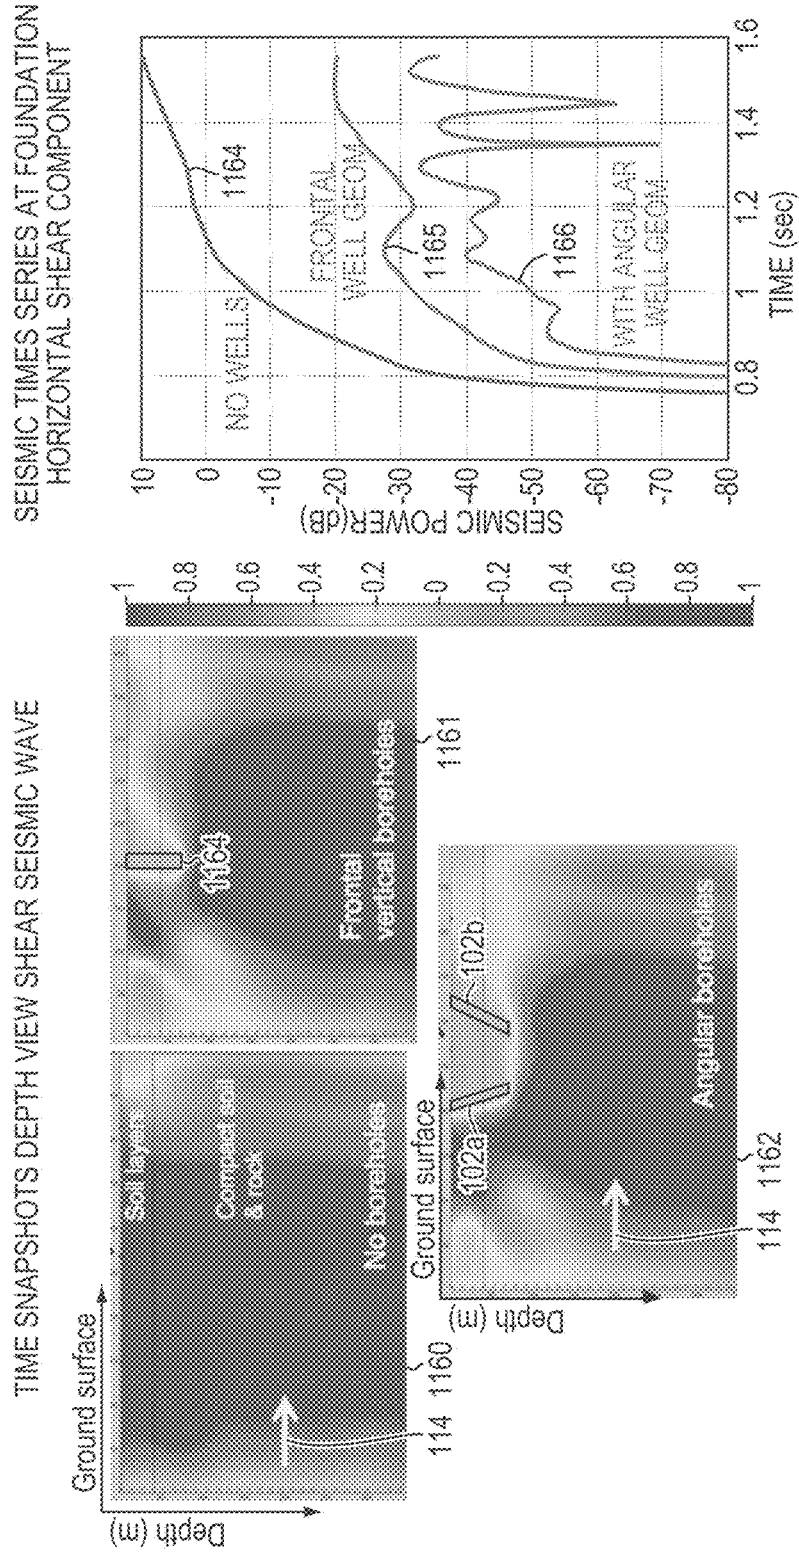 TIME SNAPSHOTS DEPTH VIEW SHEAR SEISMIC WAVE
Ground surface
Depth (m)
Soil layers
Compact soil
& rock
No boreholes
114
1160
1164
Frontal
vertical boreholes
1161
Ground surface
Depth (m)
102a
102b
Angular boreholes
114
1162
1
0.8
0.6
0.4
0.2
0
-0.2
-0.4
-0.6
-0.8
-1
SEISMIC TIMES SERIES AT FOUNDATION
HORIZONTAL SHEAR COMPONENT
SEISMIC POWER(dB)
10
0
-10
-20
-30
-40
-50
-60
-70
-80
NO WELLS
1164
FRONTAL
WELL GEOM
1165
1166
WITH ANGULAR
WELL GEOM
0.8
1
1.2
1.4
1.6
TIME (sec)